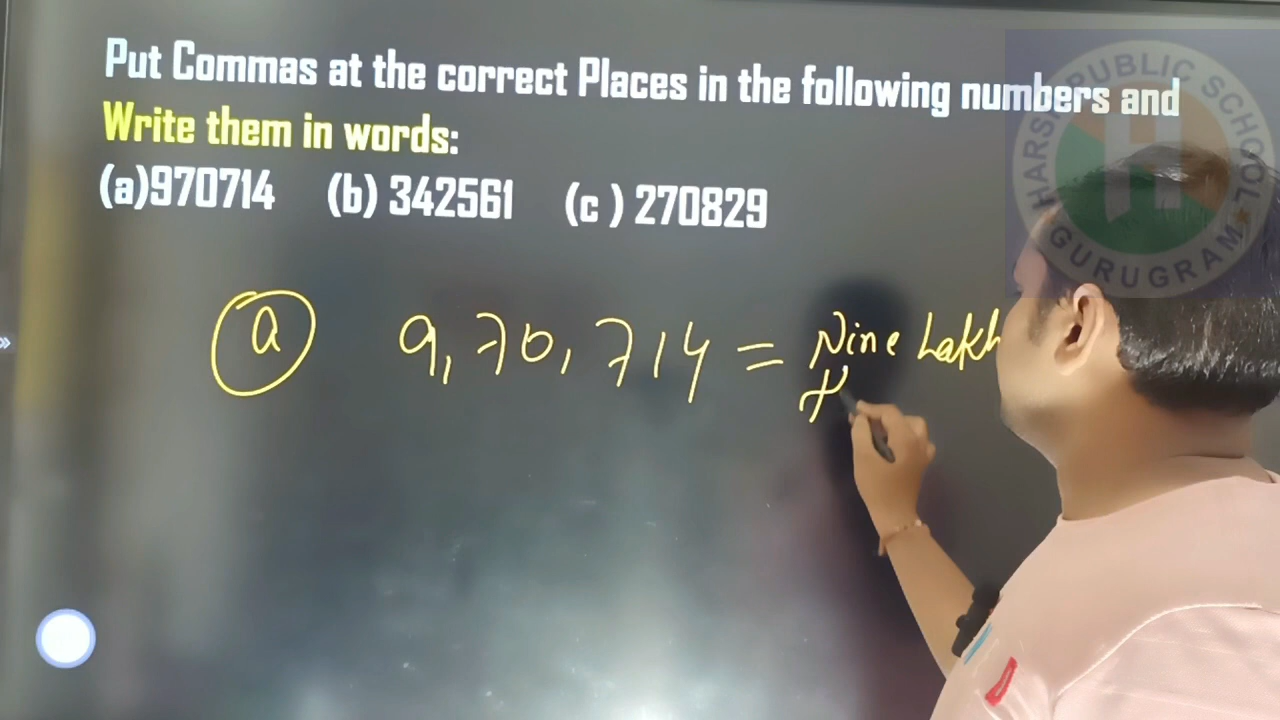 Put Commas at the correct Places in the following numbers and
Write them in words:
(a)970714 (b) 342561 (c ) 270829
HARSH PUBLIC SCHOOL
GURUGRAM
H
a 9,70,714 = Nine Lakh